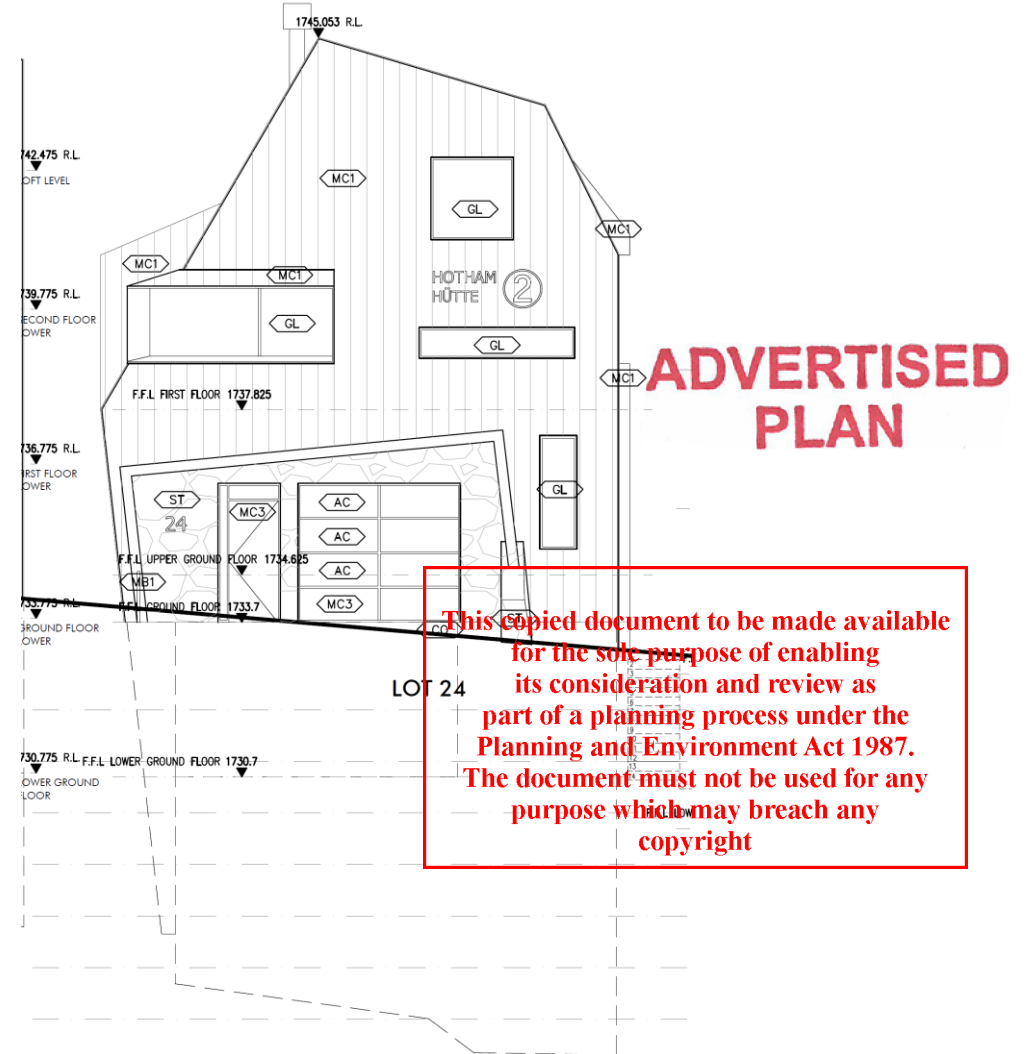 1745.053 R.L.
742.475 R.L.
OFT LEVEL
MC1
GL
MC1
MC1
MC1
HOTHAM
HÜTTE
2
739.775 R.L.
ECOND FLOOR
OWER
GL
GL
ADVERTISED
PLAN
MC1
F.F.L FIRST FLOOR 1737.825
736.775 R.L.
IRST FLOOR
OWER
ST
24
MC3
AC
GL
AC
F.F.L UPPER GROUND FLOOR 1734.625
AC
MB1
MC3
733.775 R.L.
F.F.L GROUND FLOOR 1733.7
GROUND FLOOR
OWER
ST
CO
This copied document to be made available
for the sole purpose of enabling
its consideration and review as
part of a planning process under the
Planning and Environment Act 1987.
The document must not be used for any
purpose which may breach any
copyright
LOT 24
730.775 R.L.
F.F.L LOWER GROUND FLOOR 1730.7
OWER GROUND
LOOR
12
13
F.F.L LOW